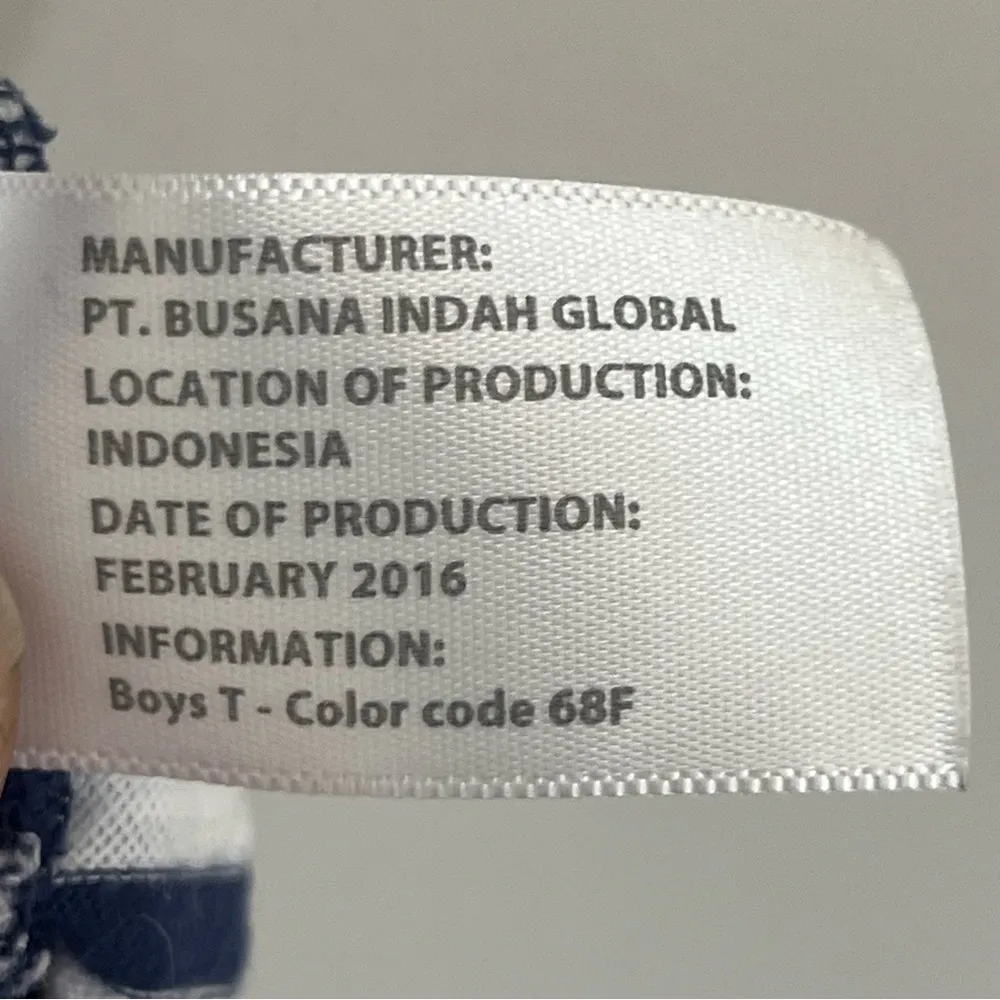 MANUFACTURER:
PT. BUSANA INDAH GLOBAL
LOCATION OF PRODUCTION:
INDONESIA
DATE OF PRODUCTION:
FEBRUARY 2016
INFORMATION:
Boys T - Color code 68F